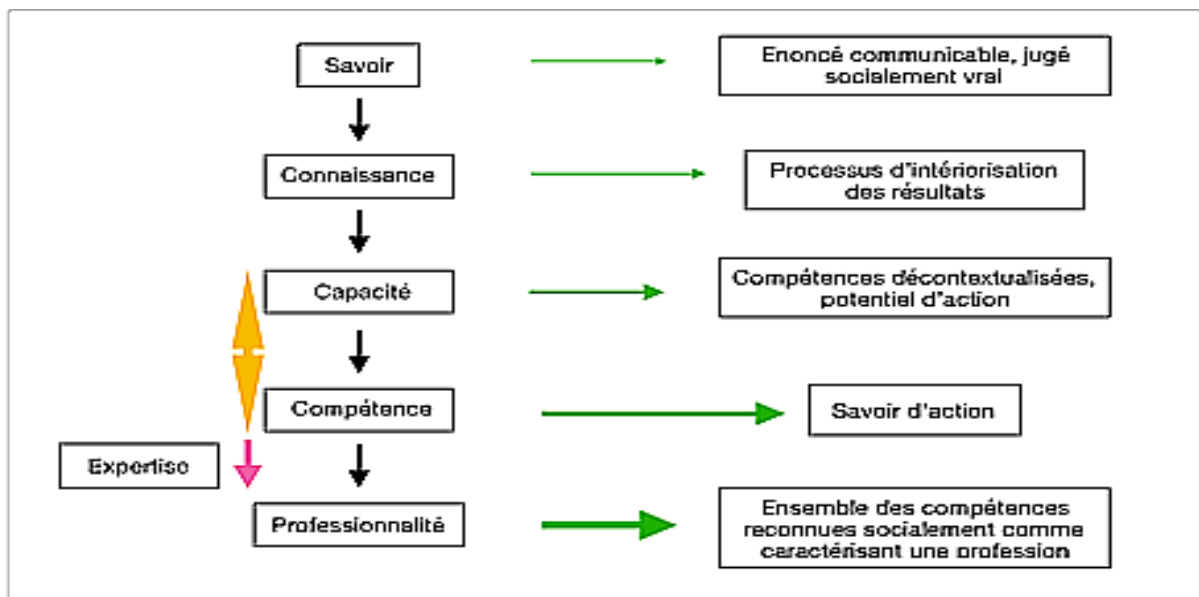 Savoir
Enoncé communicable, jugé
socialement vrai
Connaissance
Processus d'intériorisation
des résultats
Capacité
Compétences décontextualisées,
potentiel d'action
Compétence
Savoir d'action
Expertise
Professionnalité
Ensemble des compétences
reconnues socialement comme
caractérisant une profession